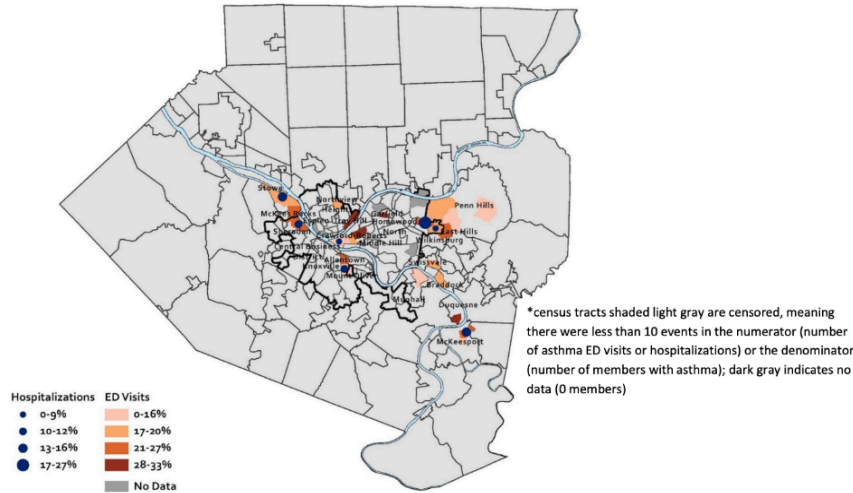 Stowe
Northview
Heights
McKees Rocks
Garfield
Homewood
North
Penn Hills
East Hills
Sheraden
Crawford-Roberts
Middle Hill
Wilkinsburg
Central Business
District
Allentown
Knoxville
Mount Oliver
Swissvale
Braddock
Munhall
Duquesne
McKeesport
*census tracts shaded light gray are censored, meaning
there were less than 10 events in the numerator (number
of asthma ED visits or hospitalizations) or the denominator
(number of members with asthma); dark gray indicates no
data (0 members)
Hospitalizations
0-9%
10-12%
13-16%
17-27%
ED Visits
0-16%
17-20%
21-27%
28-33%
No Data